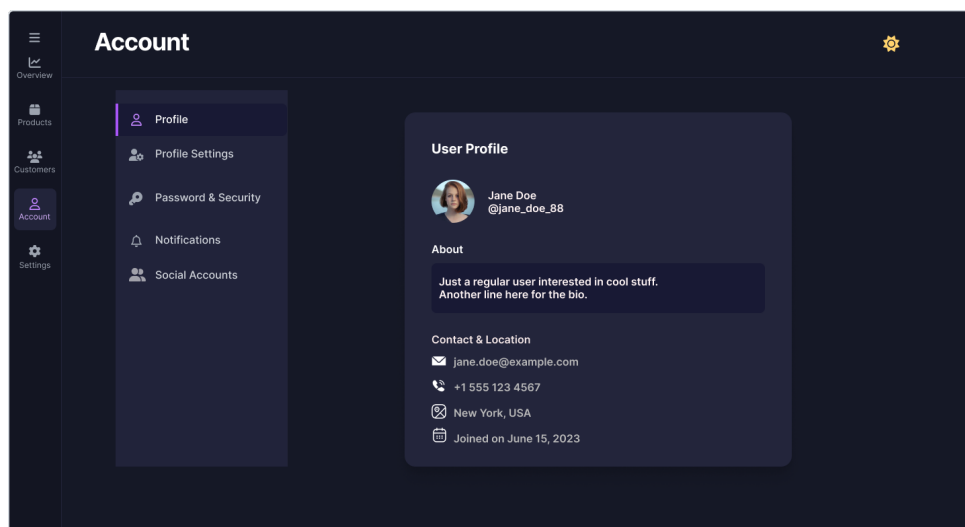 Account
Overview
Products
Customers
Account
Settings
Profile
Profile Settings
Password & Security
Notifications
Social Accounts
User Profile
Jane Doe
@jane_doe_88
About
Just a regular user interested in cool stuff.
Another line here for the bio.
Contact & Location
jane.doe@example.com
+1 555 123 4567
New York, USA
Joined on June 15, 2023